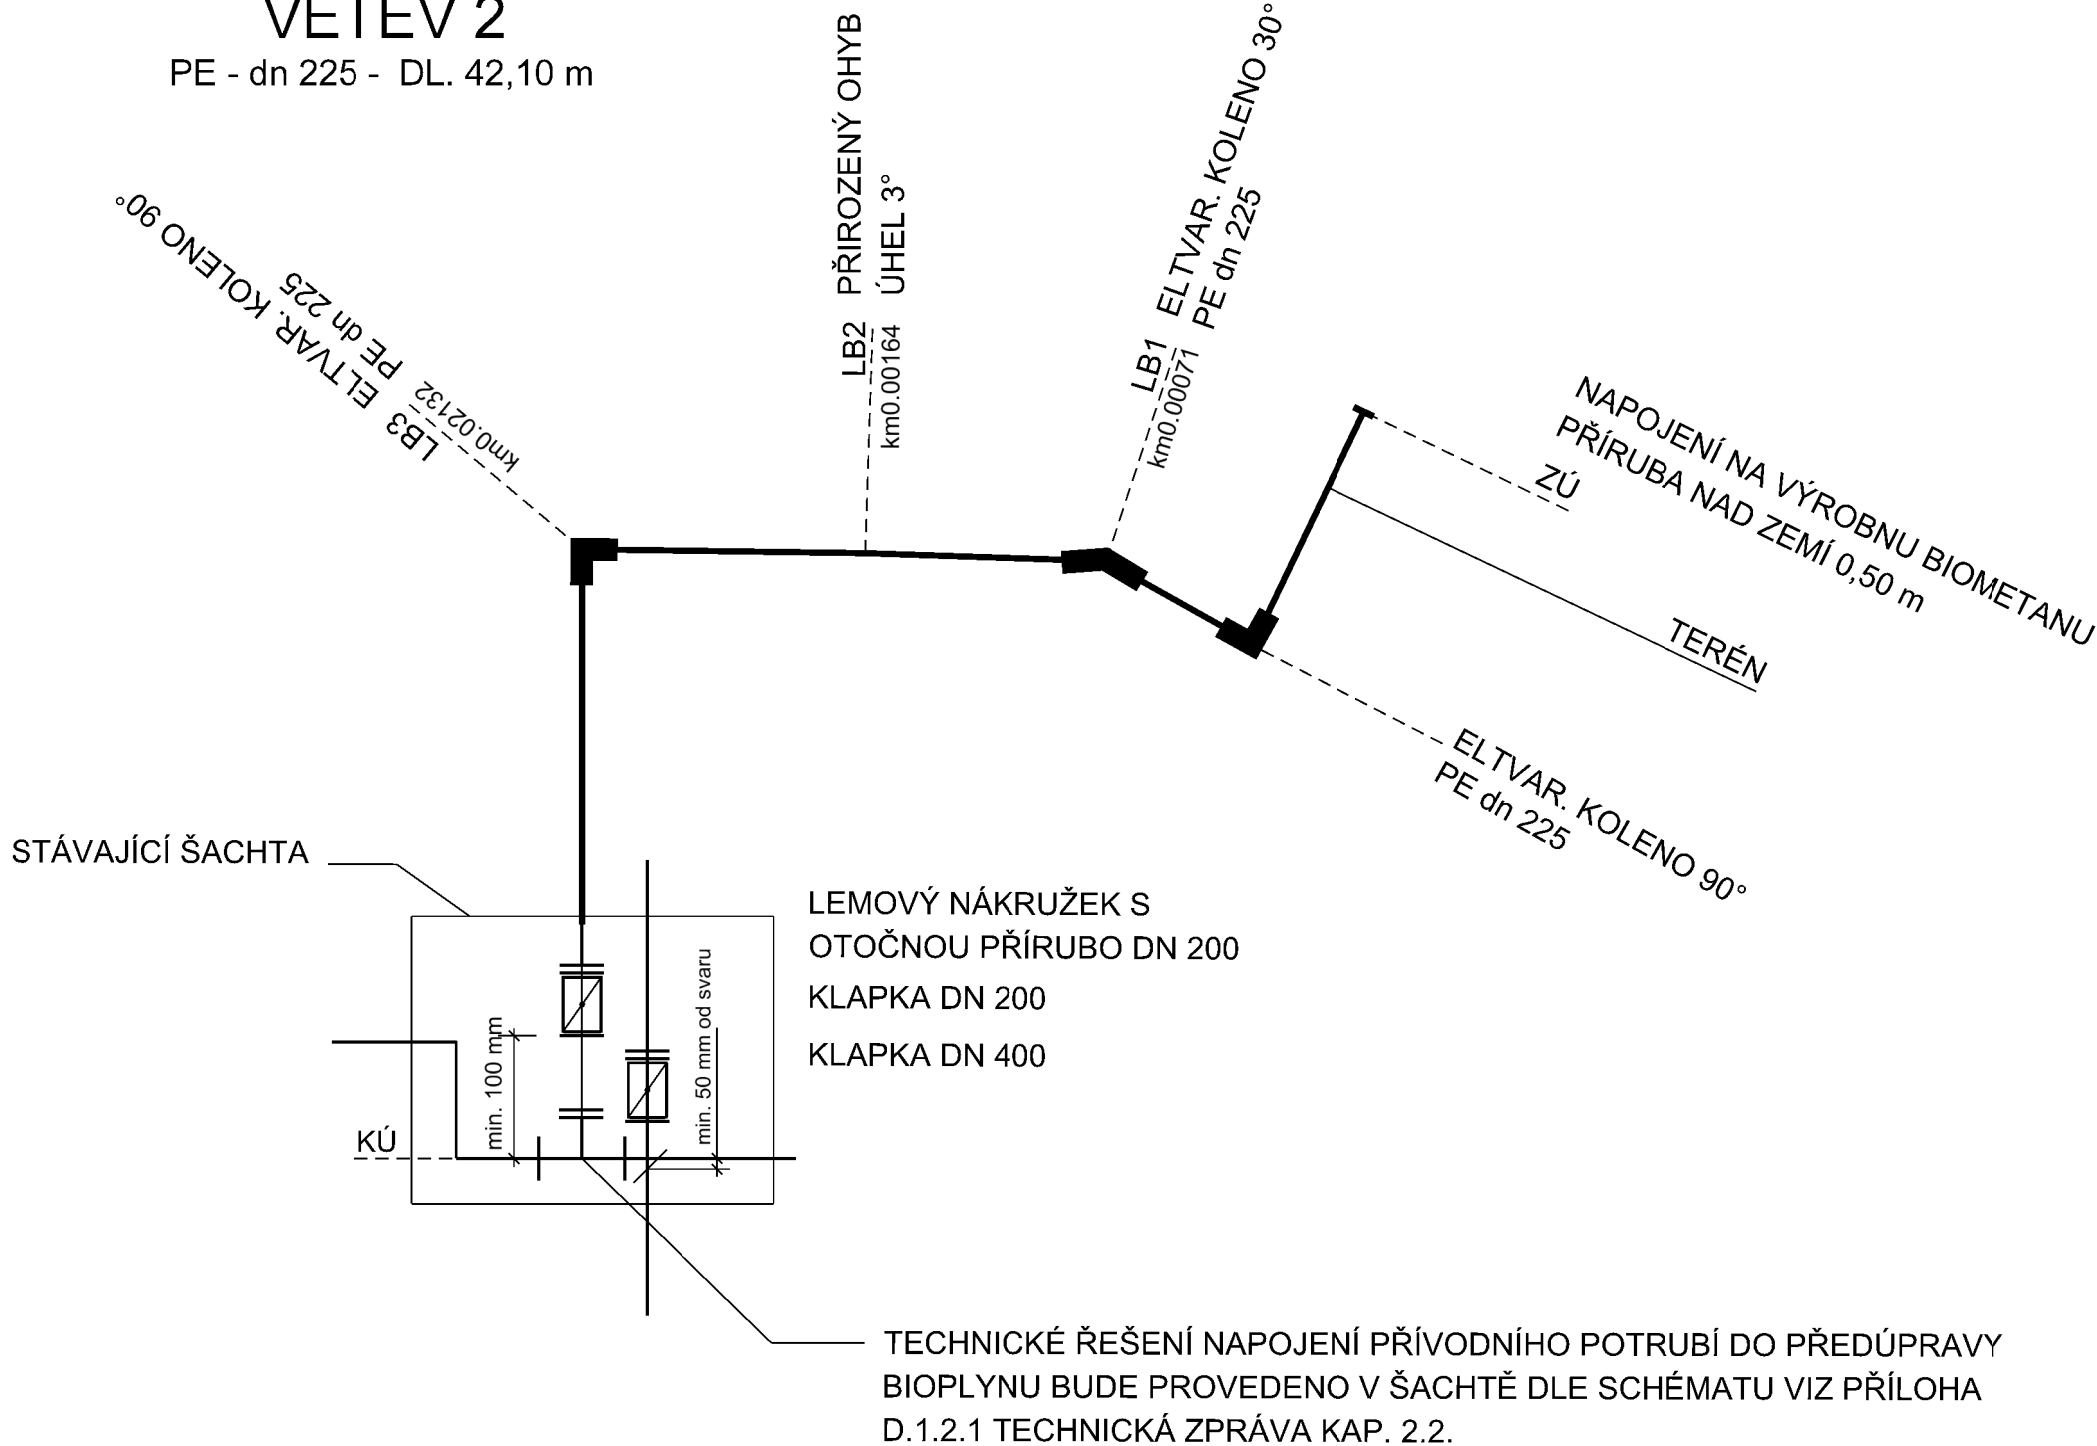 VĚTEV 2
PE - dn 225 - DL. 42,10 m
LB3 ELTVAR. KOLENO 90°
km0.02132 PE dn 225
LB2 PŘIROZENÝ OHYB
km0.00164 ÚHEL 3°
LB1 ELTVAR. KOLENO 30°
km0.00071 PE dn 225
NAPOJENÍ NA VÝROBNU BIOMETANU
PŘÍRUBA NAD ZEMÍ 0,50 m
ZÚ
TERÉN
ELTVAR. KOLENO 90°
PE dn 225
STÁVAJÍCÍ ŠACHTA
LEMOVÝ NÁKRUŽEK S
OTOČNOU PŘÍRUBO DN 200
KLAPKA DN 200
KLAPKA DN 400
min. 100 mm
min. 50 mm od svaru
KÚ
TECHNICKÉ ŘEŠENÍ NAPOJENÍ PŘÍVODNÍHO POTRUBÍ DO PŘEDÚPRAVY
BIOPLYNU BUDE PROVEDENO V ŠACHTĚ DLE SCHÉMATU VIZ PŘÍLOHA
D.1.2.1 TECHNICKÁ ZPRÁVA KAP. 2.2.